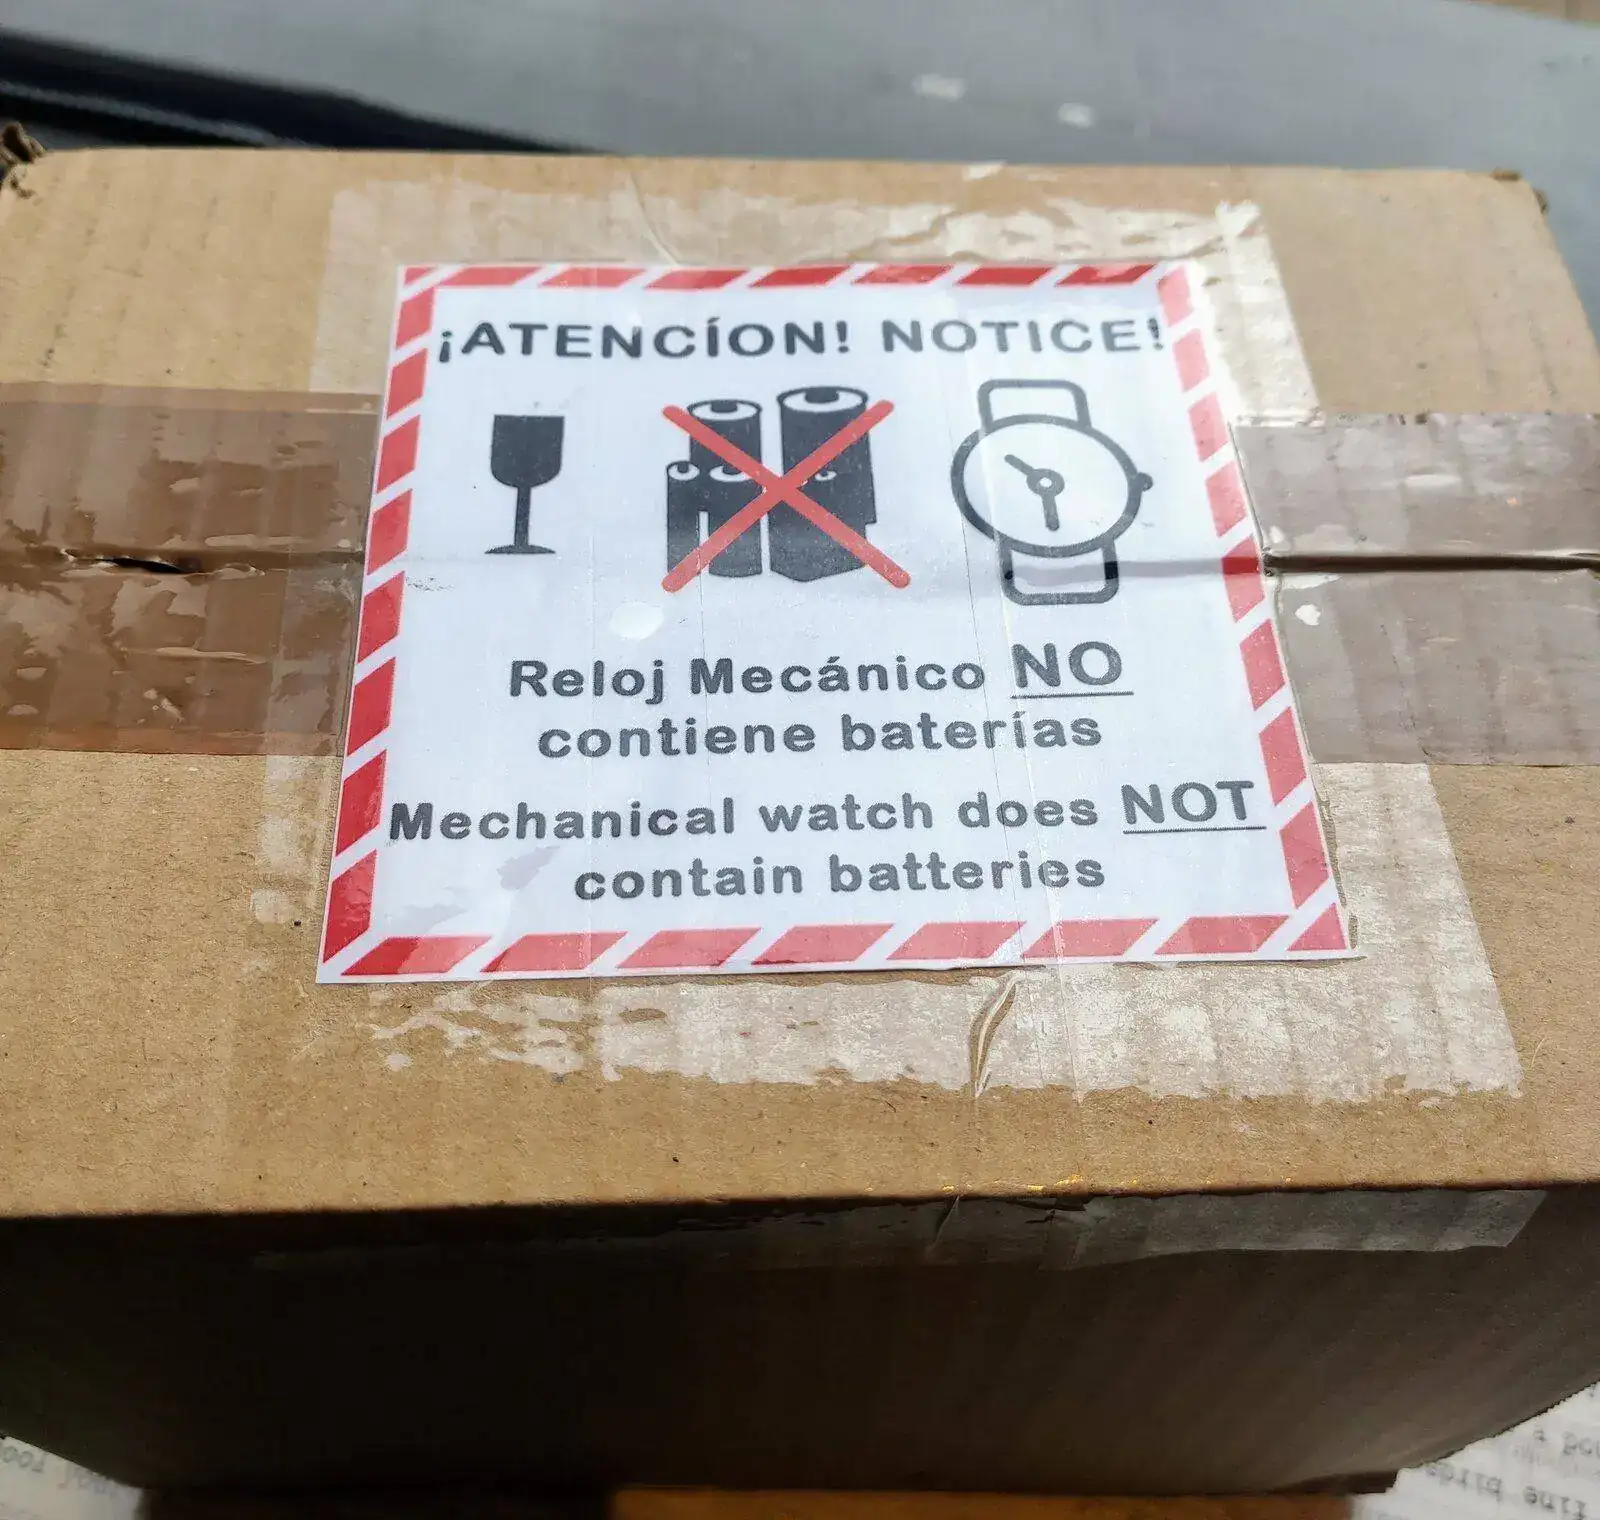 ¡ATENCÍON! NOTICE!
Reloj Mecánico NO
contiene baterías
Mechanical watch does NOT
contain batteries